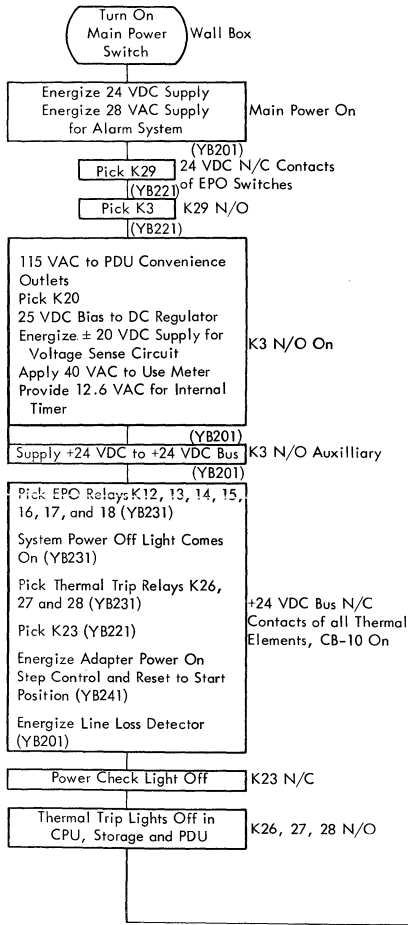 Turn On
Main Power
Switch
Wall Box
Energize 24 VDC Supply
Energize 28 VAC Supply
for Alarm System
Main Power On
(YB201)
Pick K29
24 VDC N/C Contacts
of EPO Switches
(YB221)
Pick K3
K29 N/O
(YB221)
115 VAC to PDU Convenience
Outlets
Pick K20
25 VDC Bias to DC Regulator
Energize ± 20 VDC Supply for
Voltage Sense Circuit
Apply 40 VAC to Use Meter
Provide 12.6 VAC for Internal
Timer
K3 N/O On
(YB201)
Supply +24 VDC to +24 VDC Bus
K3 N/O Auxilliary
(YB201)
Pick EPO Relays K12, 13, 14, 15,
16, 17, and 18 (YB231)
System Power Off Light Comes
On (YB231)
Pick Thermal Trip Relays K26,
27 and 28 (YB231)
Pick K23 (YB221)
Energize Adapter Power On
Step Control and Reset to Start
Position (YB241)
Energize Line Loss Detector
(YB201)
+24 VDC Bus N/C
Contacts of all Thermal
Elements, CB-10 On
Power Check Light Off
K23 N/C
Thermal Trip Lights Off in
CPU, Storage and PDU
K26, 27, 28 N/O